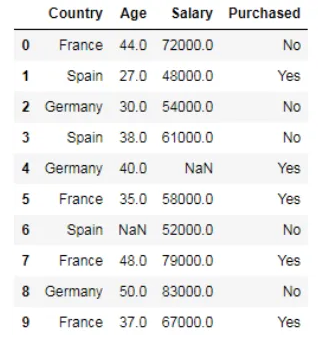 Country Age Salary Purchased
0 France 44.0 72000.0 No
1 Spain 27.0 48000.0 Yes
2 Germany 30.0 54000.0 No
3 Spain 38.0 61000.0 No
4 Germany 40.0 NaN Yes
5 France 35.0 58000.0 Yes
6 Spain NaN 52000.0 No
7 France 48.0 79000.0 Yes
8 Germany 50.0 83000.0 No
9 France 37.0 67000.0 Yes